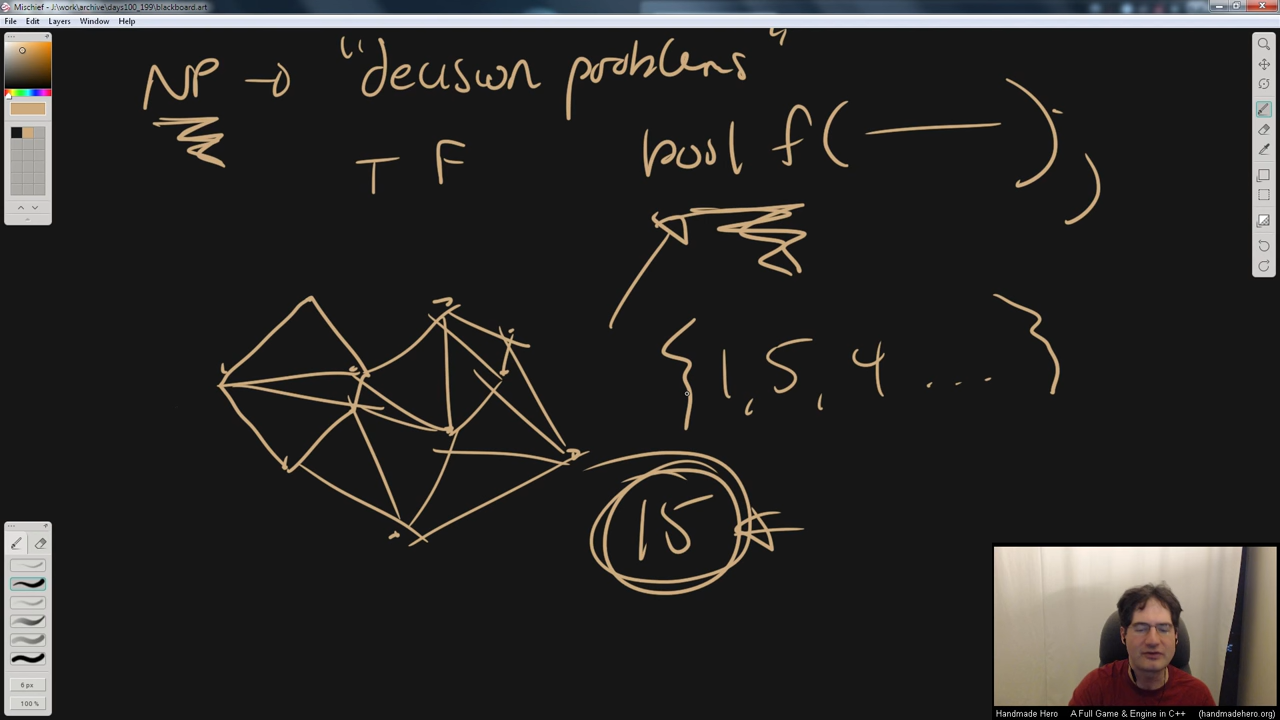 Mischief - J:\work\archive\days100_199\blackboard.art
File Edit Layers Window Help
NP → "decision problems"
T F
bool f( );
{1, 5, 4 ... }
15
6 px
100 %
Handmade Hero A Full Game & Engine in C++ (handmadehero.org)